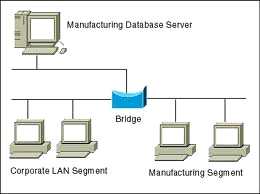 Manufacturing Database Server
Bridge
Corporate LAN Segment
Manufacturing Segment